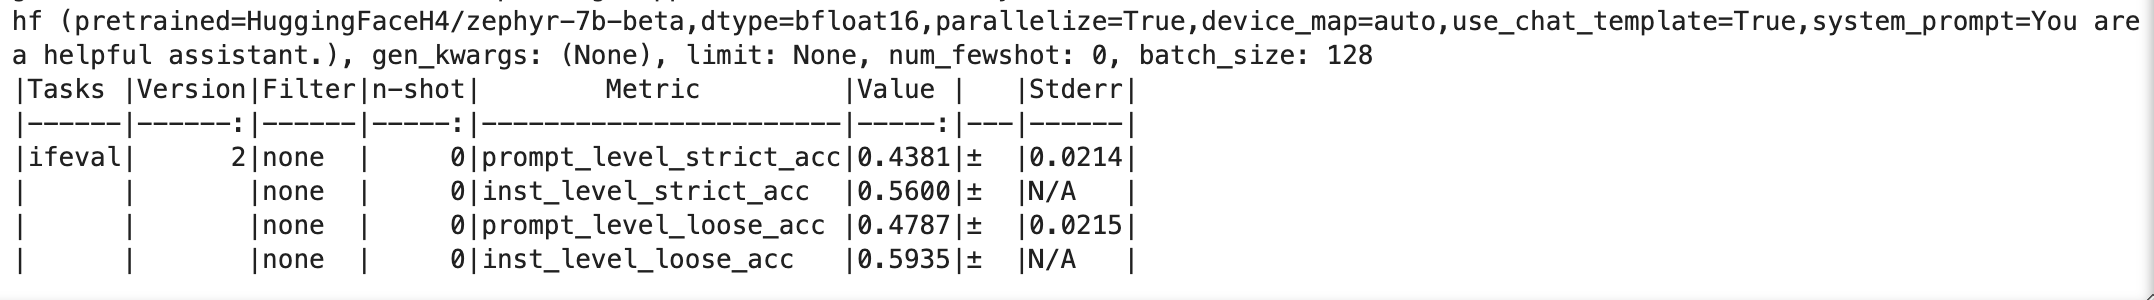 hf (pretrained=HuggingFaceH4/zephyr-7b-beta,dtype=bfloat16,parallelize=True,device_map=auto,use_chat_template=True,system_prompt=You are
a helpful assistant.), gen_kwargs: (None), limit: None, num_fewshot: 0, batch_size: 128
|Tasks |Version|Filter|n-shot|        Metric         |Value |   |Stderr|
|------|------:|------|-----:|-----------------------|-----:|---|------|
|ifeval|      2|none  |     0|prompt_level_strict_acc|0.4381|±  |0.0214|
|      |       |none  |     0|inst_level_strict_acc  |0.5600|±  |N/A   |
|      |       |none  |     0|prompt_level_loose_acc |0.4787|±  |0.0215|
|      |       |none  |     0|inst_level_loose_acc   |0.5935|±  |N/A   |